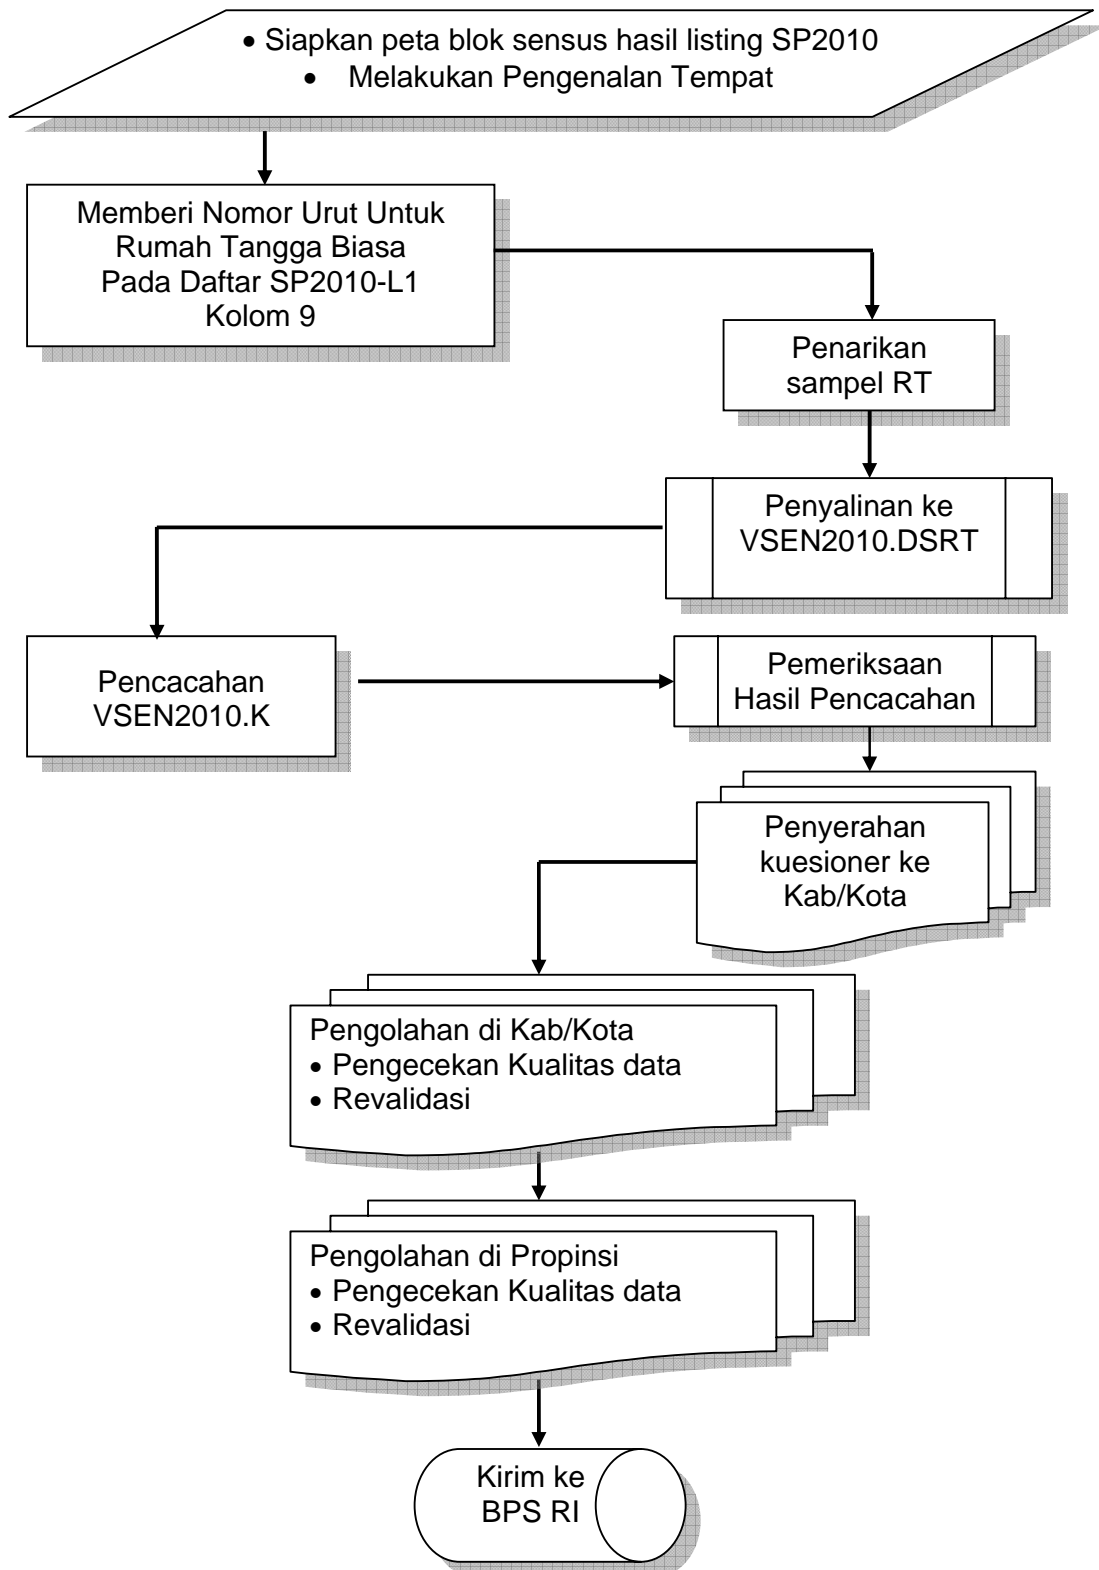 • Siapkan peta blok sensus hasil listing SP2010
• Melakukan Pengenalan Tempat
Memberi Nomor Urut Untuk
Rumah Tangga Biasa
Pada Daftar SP2010-L1
Kolom 9
Penarikan
sampel RT
Penyalinan ke
VSEN2010.DSRT
Pencacahan
VSEN2010.K
Pemeriksaan
Hasil Pencacahan
Penyerahan
kuesioner ke
Kab/Kota
Pengolahan di Kab/Kota
• Pengecekan Kualitas data
• Revalidasi
Pengolahan di Propinsi
• Pengecekan Kualitas data
• Revalidasi
Kirim ke
BPS RI